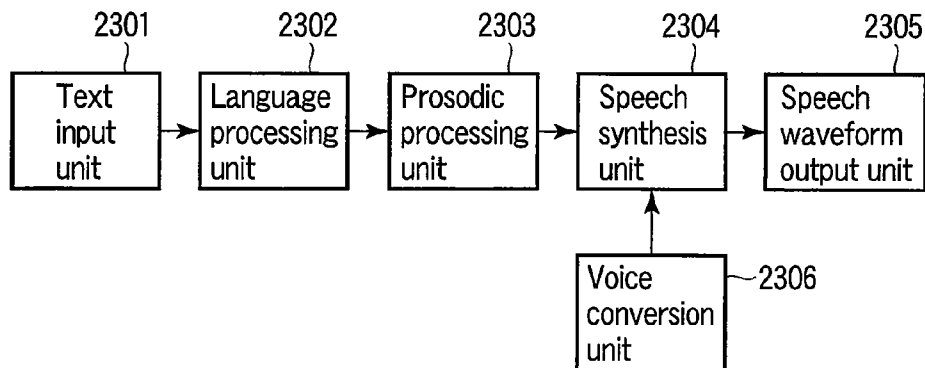 2301
2302
2303
2304
2305
Text
input
unit
Language
processing
unit
Prosodic
processing
unit
Speech
synthesis
unit
Speech
waveform
output unit
Voice
conversion
unit
2306